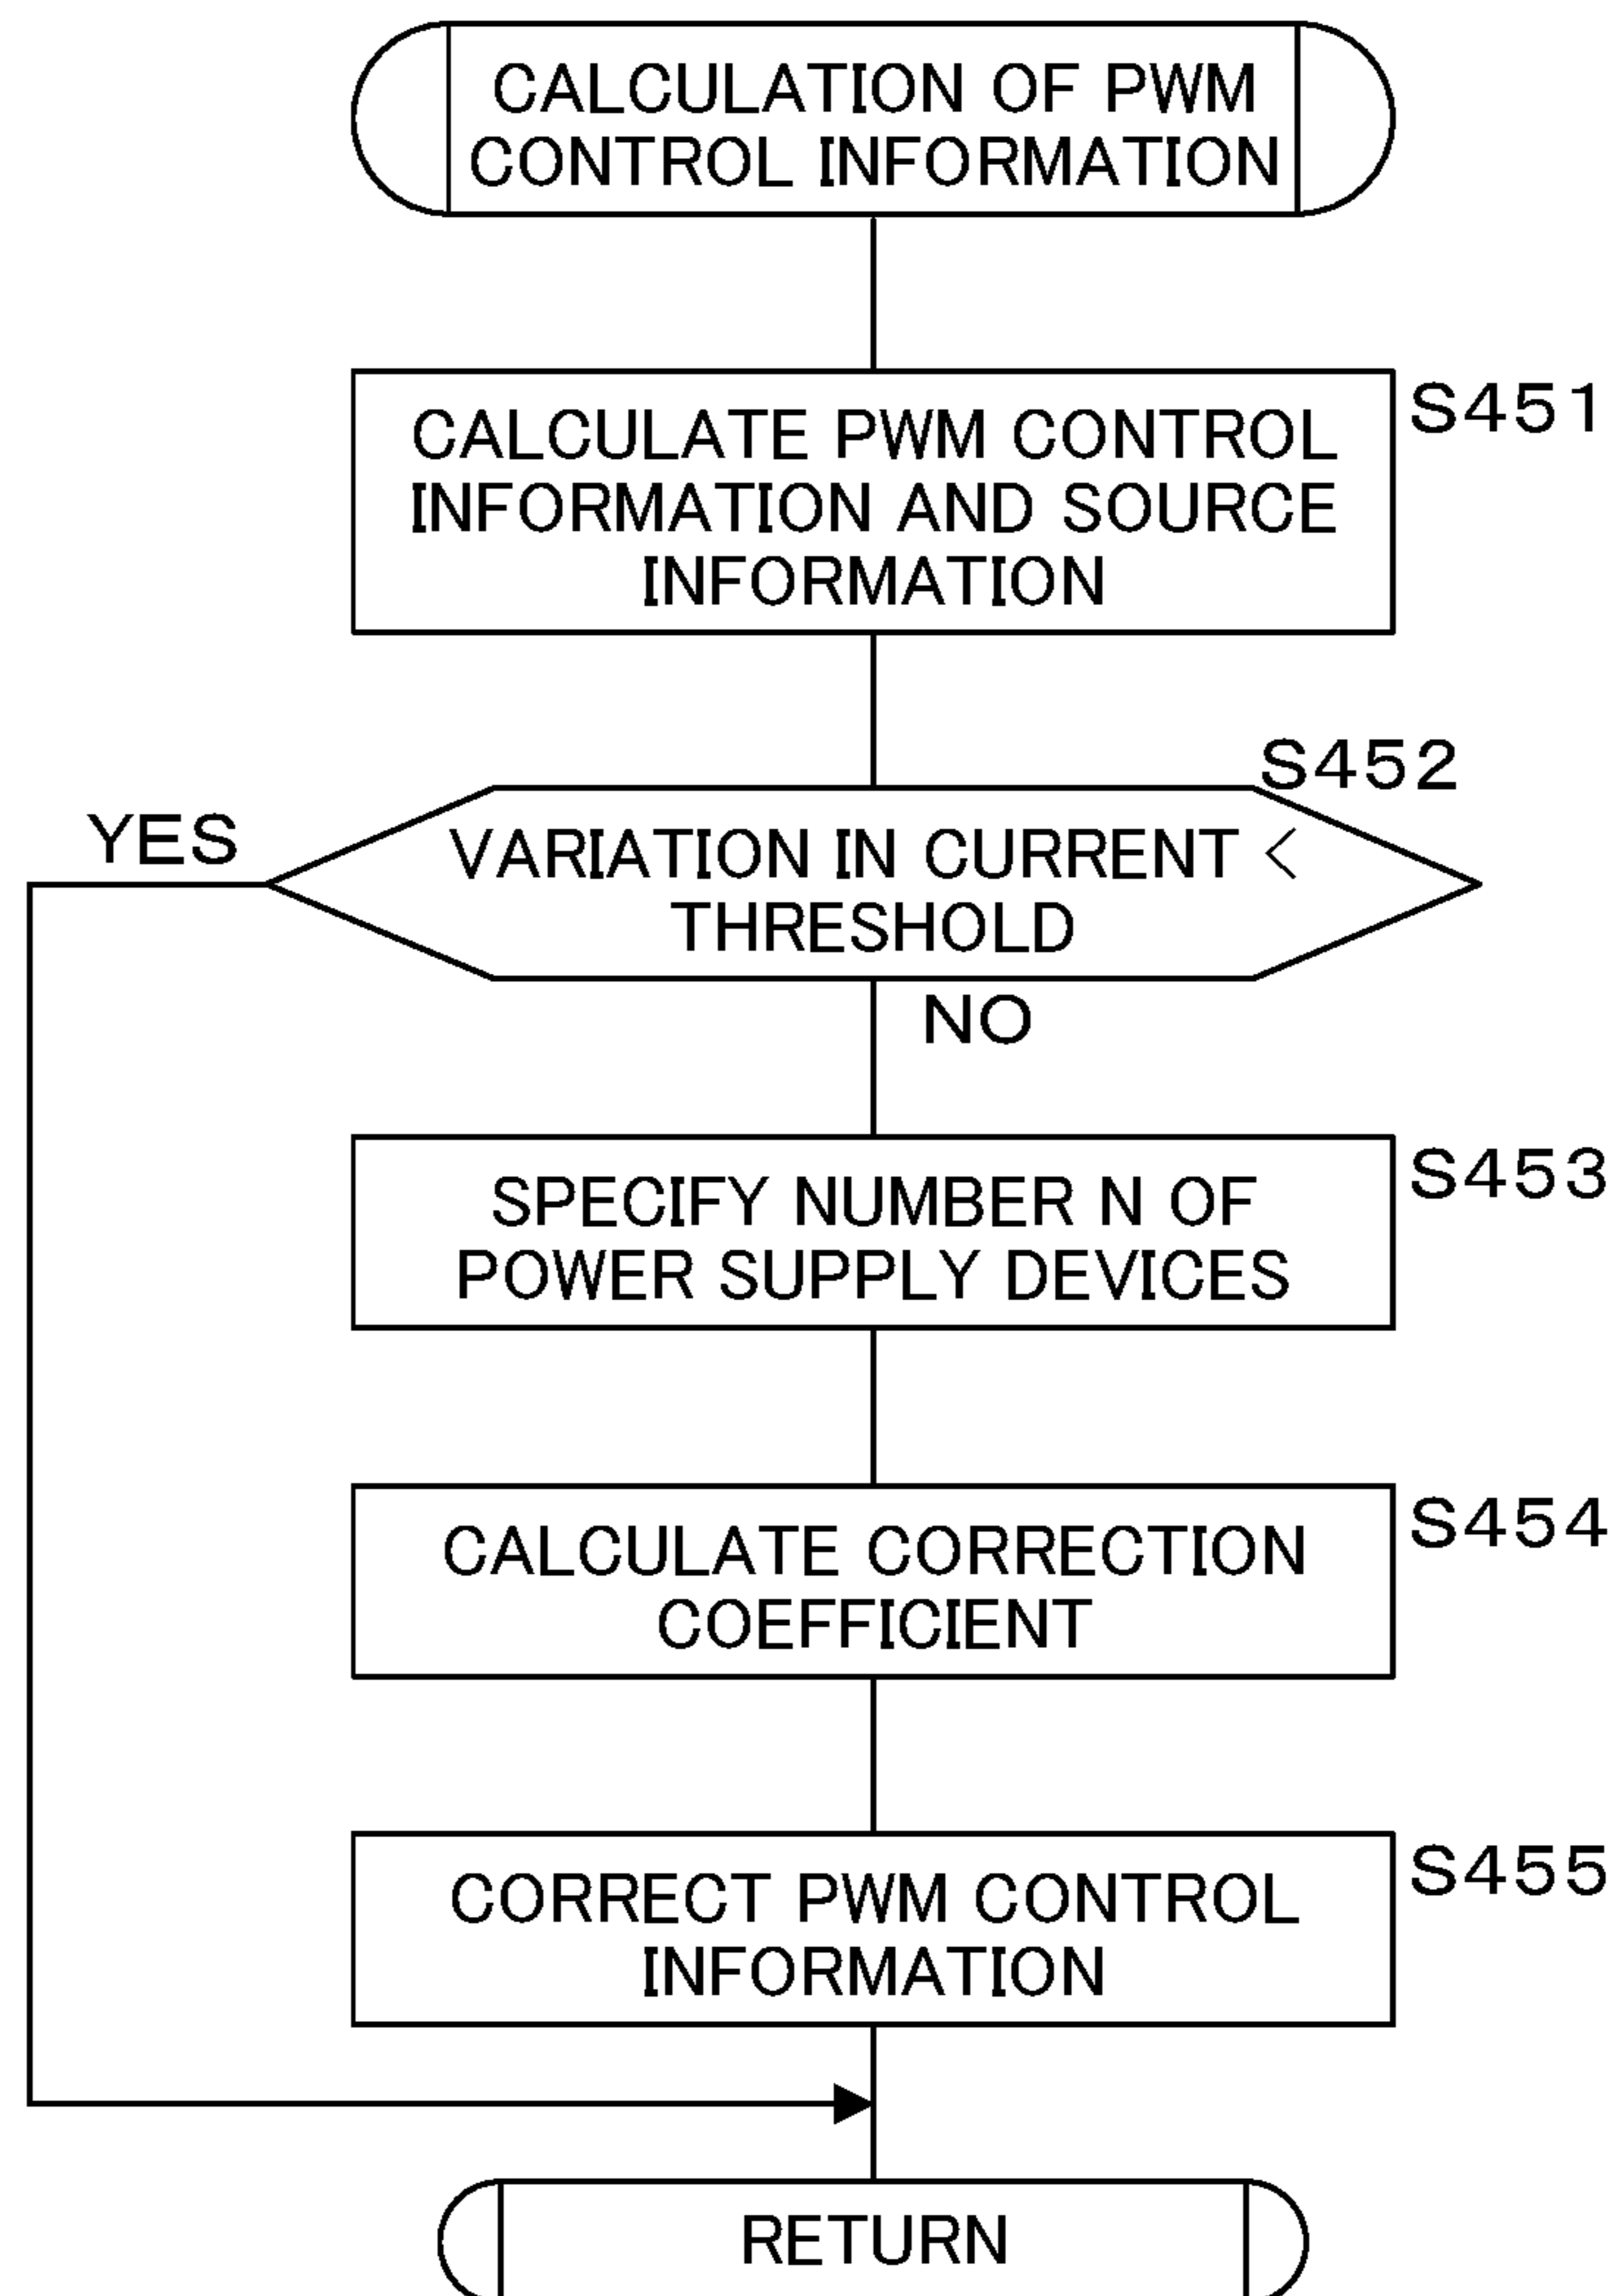 CALCULATION OF PWM
CONTROL INFORMATION
S451
CALCULATE PWM CONTROL
INFORMATION AND SOURCE
INFORMATION
S452
YES
VARIATION IN CURRENT <
THRESHOLD
NO
S453
SPECIFY NUMBER N OF
POWER SUPPLY DEVICES
S454
CALCULATE CORRECTION
COEFFICIENT
S455
CORRECT PWM CONTROL
INFORMATION
RETURN